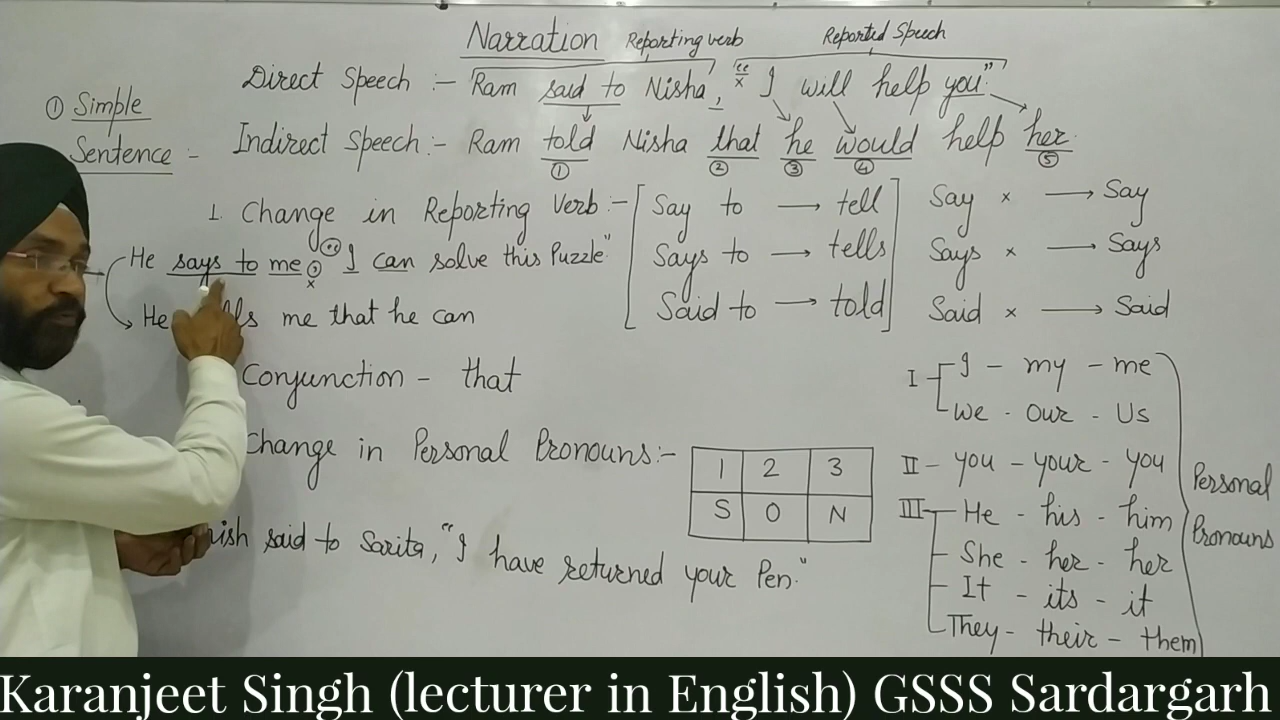 Narration
Reporting verb
Reported Speech
① Simple
Sentence :-
Direct Speech :- Ram said to Nisha, “ I will help you”
x
Indirect Speech:- Ram told Nisha that he would help her.
① ② ③ ④ ⑤
1. Change in Reporting Verb:-
Say to → tell
Says to → tells
Said to → told
Say x → Say
Says x → Says
Said x → Said
He says to me, “I can solve this Puzzle”
x
He me that he can
Conjunction - that
Change in Personal Pronouns:-
1 2 3
S O N
said to Sarita, “I have returned your Pen.”
I - I - my - me
We - our - Us
II - you - your - you
III - He - his - him
She - her - her
It - its - it
They - their - them
Personal
Pronouns
Karanjeet Singh (lecturer in English) GSSS Sardargarh